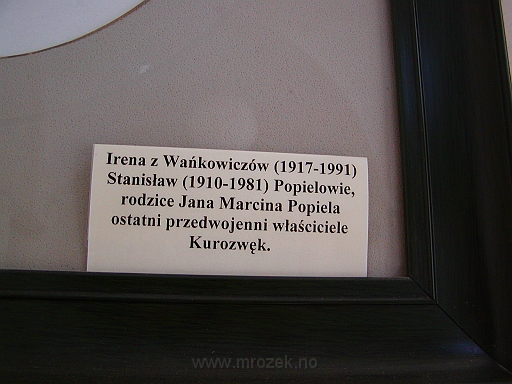 Irena z Wańkowiczów (1917-1991)
Stanisław (1910-1981) Popielowie,
rodzice Jana Marcina Popiela
ostatni przedwojenni właściciele
Kurozwęk.
www.mrozek.no